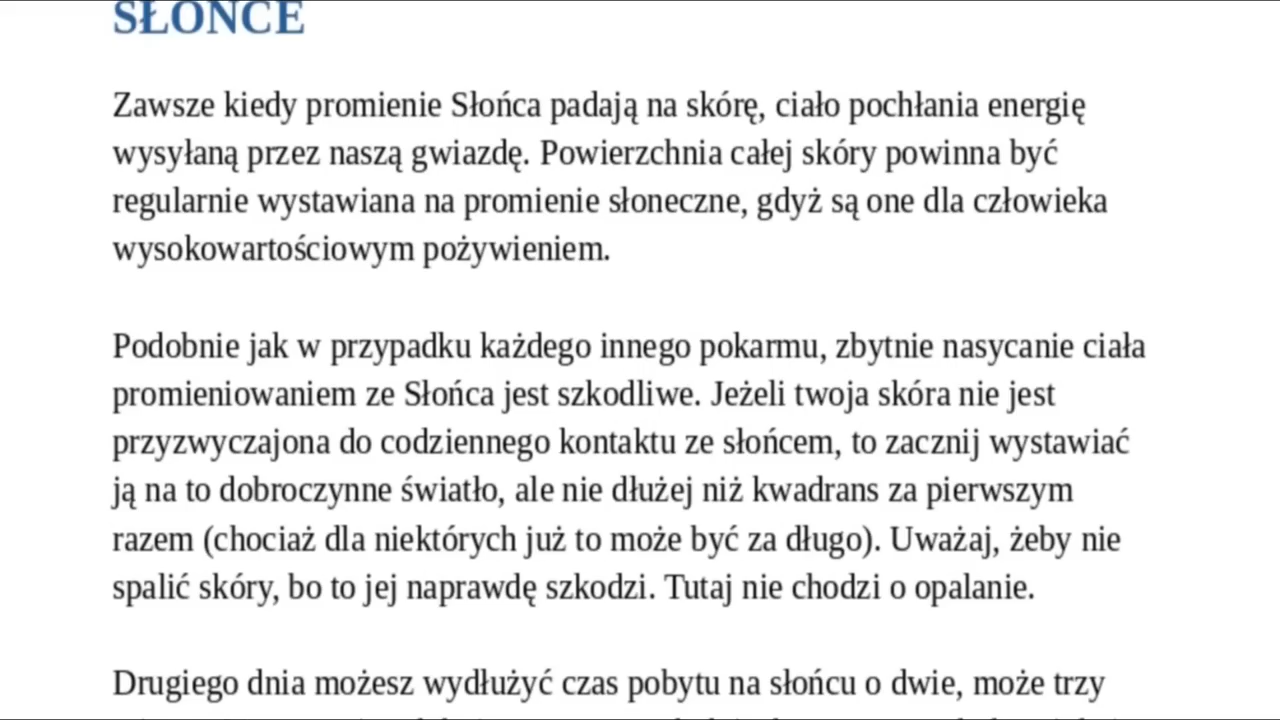 SŁOŃCE
Zawsze kiedy promienie Słońca padają na skórę, ciało pochłania energię
wysyłaną przez naszą gwiazdę. Powierzchnia całej skóry powinna być
regularnie wystawiana na promienie słoneczne, gdyż są one dla człowieka
wysokowartościowym pożywieniem.
Podobnie jak w przypadku każdego innego pokarmu, zbytnie nasycanie ciała
promieniowaniem ze Słońca jest szkodliwe. Jeżeli twoja skóra nie jest
przyzwyczajona do codziennego kontaktu ze słońcem, to zacznij wystawiać
ją na to dobroczynne światło, ale nie dłużej niż kwadrans za pierwszym
razem (chociaż dla niektórych już to może być za długo). Uważaj, żeby nie
spalić skóry, bo to jej naprawdę szkodzi. Tutaj nie chodzi o opalanie.
Drugiego dnia możesz wydłużyć czas pobytu na słońcu o dwie, może trzy